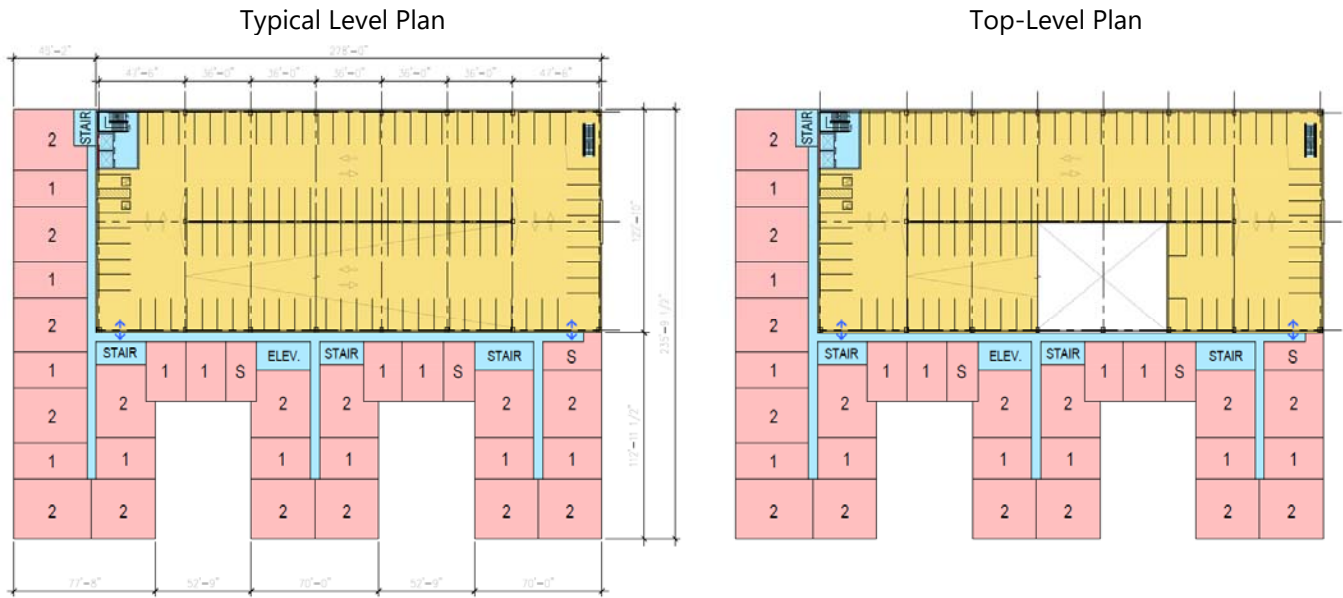 Typical Level Plan
Top-Level Plan
278'-0"
47'-6" 36'-0" 36'-0" 36'-0" 36'-0" 36'-0" 47'-6"
STAIR
STAIR
2
2
1
1
2
2
1
1
2
2
122'-10"
235'-9 1/2"
STAIR ELEV. STAIR STAIR S
STAIR ELEV. STAIR STAIR S
1 1 1 S 1 1 S
1 1 1 S 1 1 S
2 2 2 2 2 2
2 2 2 2 2 2
112'-11 1/2"
1 1 1 1 1 1
1 1 1 1 1 1
2 2 2 2 2 2
2 2 2 2 2 2
77'-8" 52'-9" 70'-0" 52'-9" 70'-0"